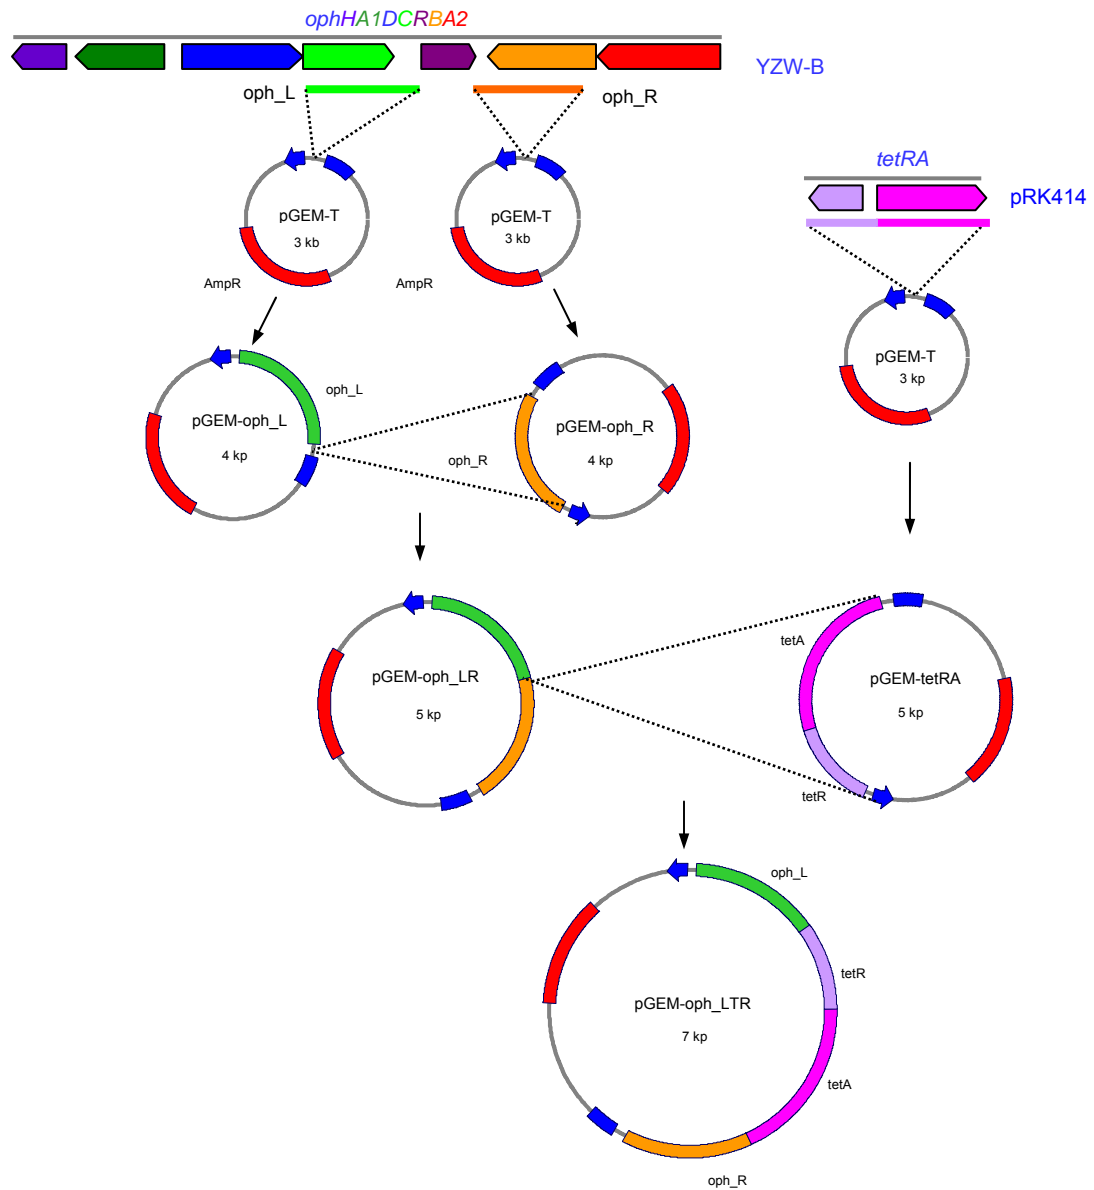 ophHA1DCRBA2
YZW-B
oph_L
oph_R
tetRA
pRK414
pGEM-T
3 kb
AmpR
pGEM-T
3 kb
AmpR
pGEM-T
3 kp
pGEM-oph_L
4 kp
oph_L
oph_R
pGEM-oph_R
4 kp
pGEM-oph_LR
5 kp
tetA
pGEM-tetRA
5 kp
tetR
oph_L
tetR
pGEM-oph_LTR
7 kp
tetA
oph_R